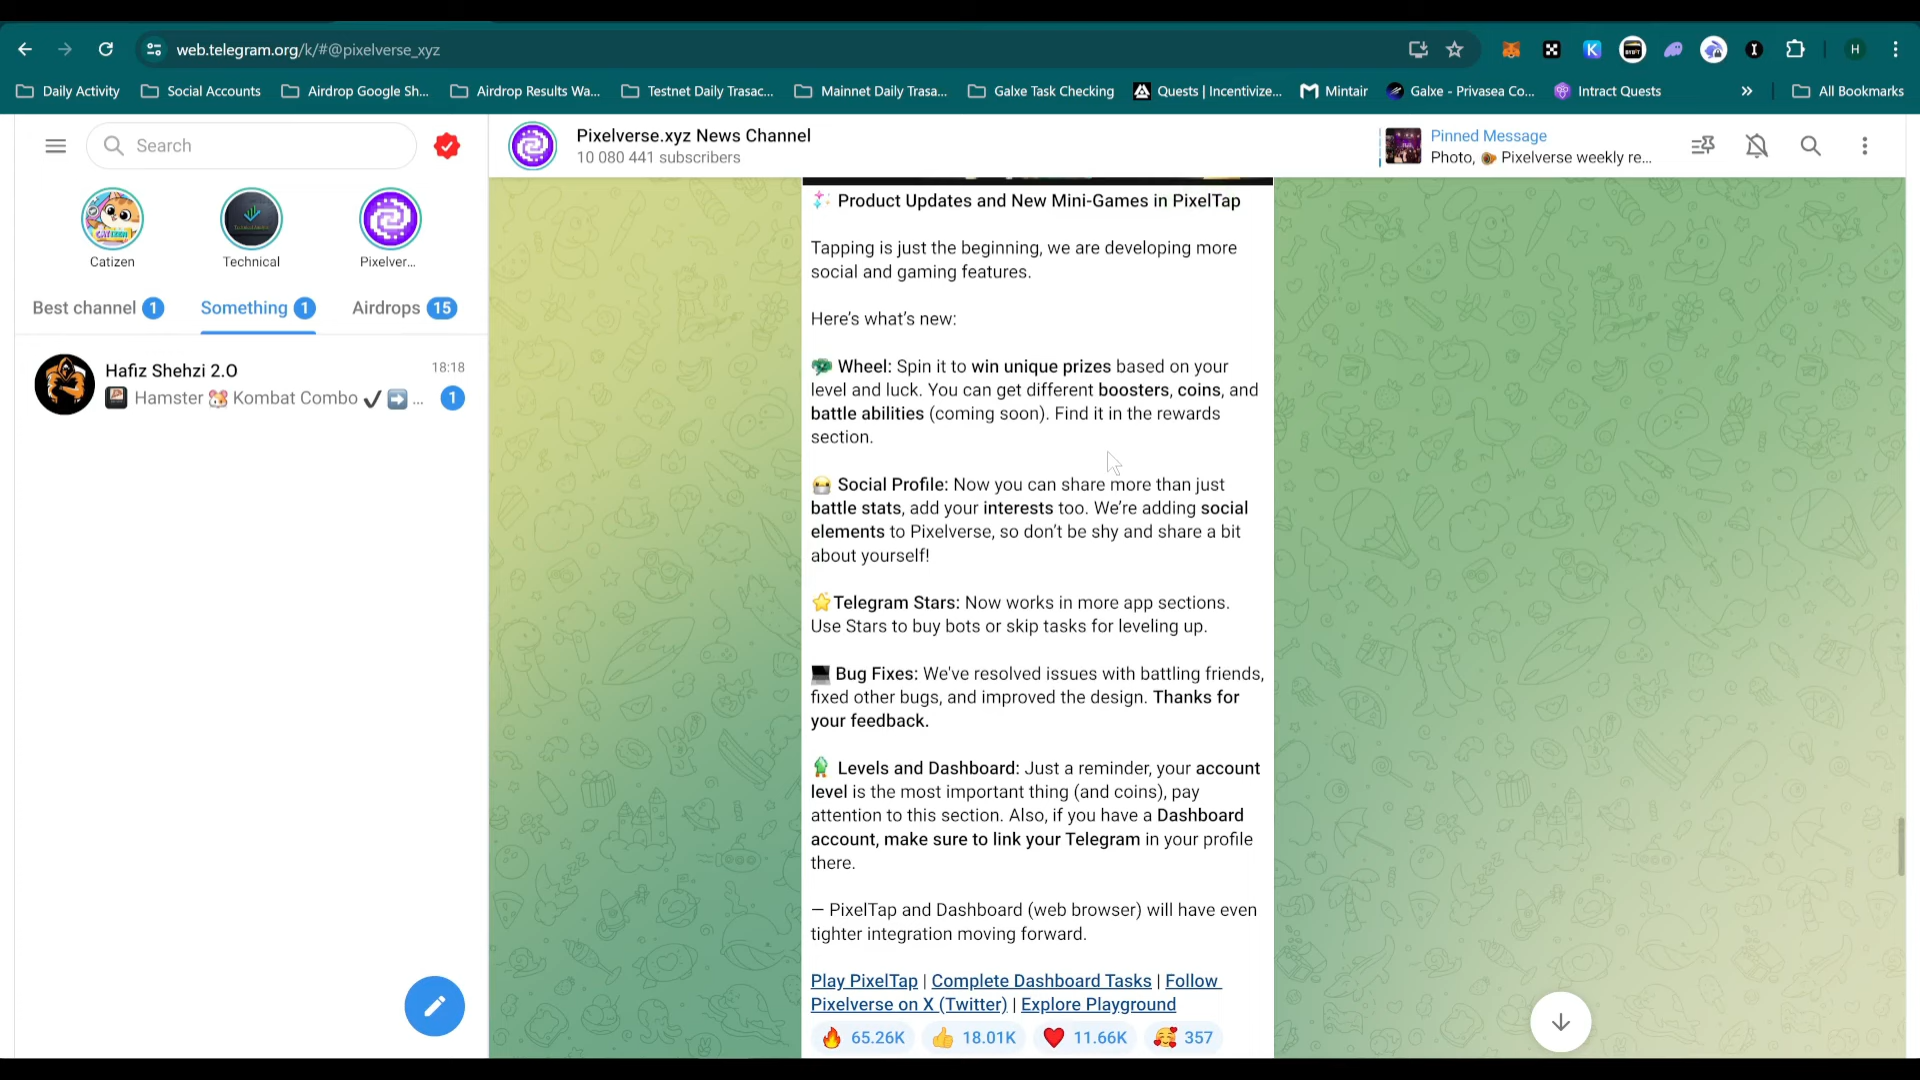 web.telegram.org/k/#@pixelverse_xyz
H
Daily Activity
Social Accounts
Airdrop Google Sh...
Airdrop Results Wa...
Testnet Daily Trasac...
Mainnet Daily Trasa...
Galxe Task Checking
Quests | Incentivize...
Mintair
Galxe - Privasea Co...
Intract Quests
All Bookmarks
Search
Catizen
Technical
Pixelver...
Best channel 1
Something 1
Airdrops 15
Hafiz Shehzi 2.O
18:18
Hamster 🐹 Kombat Combo ✔ ➡ ...
1
Pixelverse.xyz News Channel
10 080 441 subscribers
Pinned Message
Photo, Pixelverse weekly re...
Product Updates and New Mini-Games in PixelTap
Tapping is just the beginning, we are developing more
social and gaming features.
Here’s what’s new:
Wheel: Spin it to win unique prizes based on your
level and luck. You can get different boosters, coins, and
battle abilities (coming soon). Find it in the rewards
section.
Social Profile: Now you can share more than just
battle stats, add your interests too. We’re adding social
elements to Pixelverse, so don’t be shy and share a bit
about yourself!
⭐Telegram Stars: Now works in more app sections.
Use Stars to buy bots or skip tasks for leveling up.
Bug Fixes: We've resolved issues with battling friends,
fixed other bugs, and improved the design. Thanks for
your feedback.
Levels and Dashboard: Just a reminder, your account
level is the most important thing (and coins), pay
attention to this section. Also, if you have a Dashboard
account, make sure to link your Telegram in your profile
there.
— PixelTap and Dashboard (web browser) will have even
tighter integration moving forward.
Play PixelTap | Complete Dashboard Tasks | Follow
Pixelverse on X (Twitter) | Explore Playground
🔥 65.26K 👍 18.01K ❤ 11.66K 🥰 357